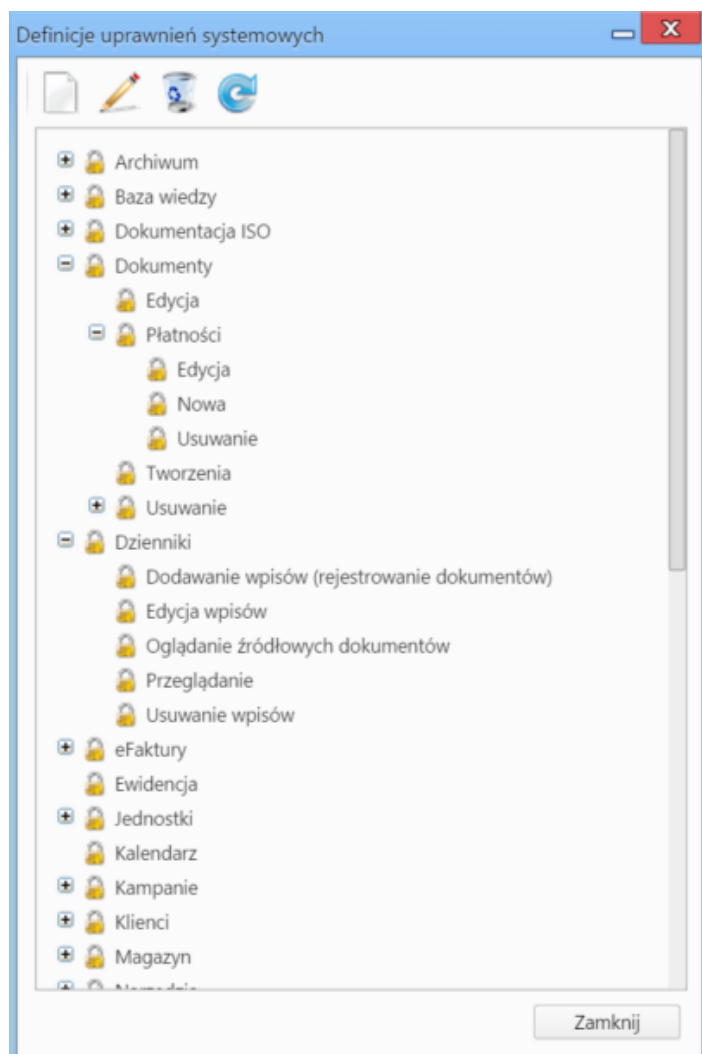 Definicje uprawnień systemowych
Archiwum
Baza wiedzy
Dokumentacja ISO
Dokumenty
Edycja
Płatności
Edycja
Nowa
Usuwanie
Tworzenia
Usuwanie
Dzienniki
Dodawanie wpisów (rejestrowanie dokumentów)
Edycja wpisów
Oglądanie źródłowych dokumentów
Przeglądanie
Usuwanie wpisów
eFaktury
Ewidencja
Jednostki
Kalendarz
Kampanie
Klienci
Magazyn
Zamknij